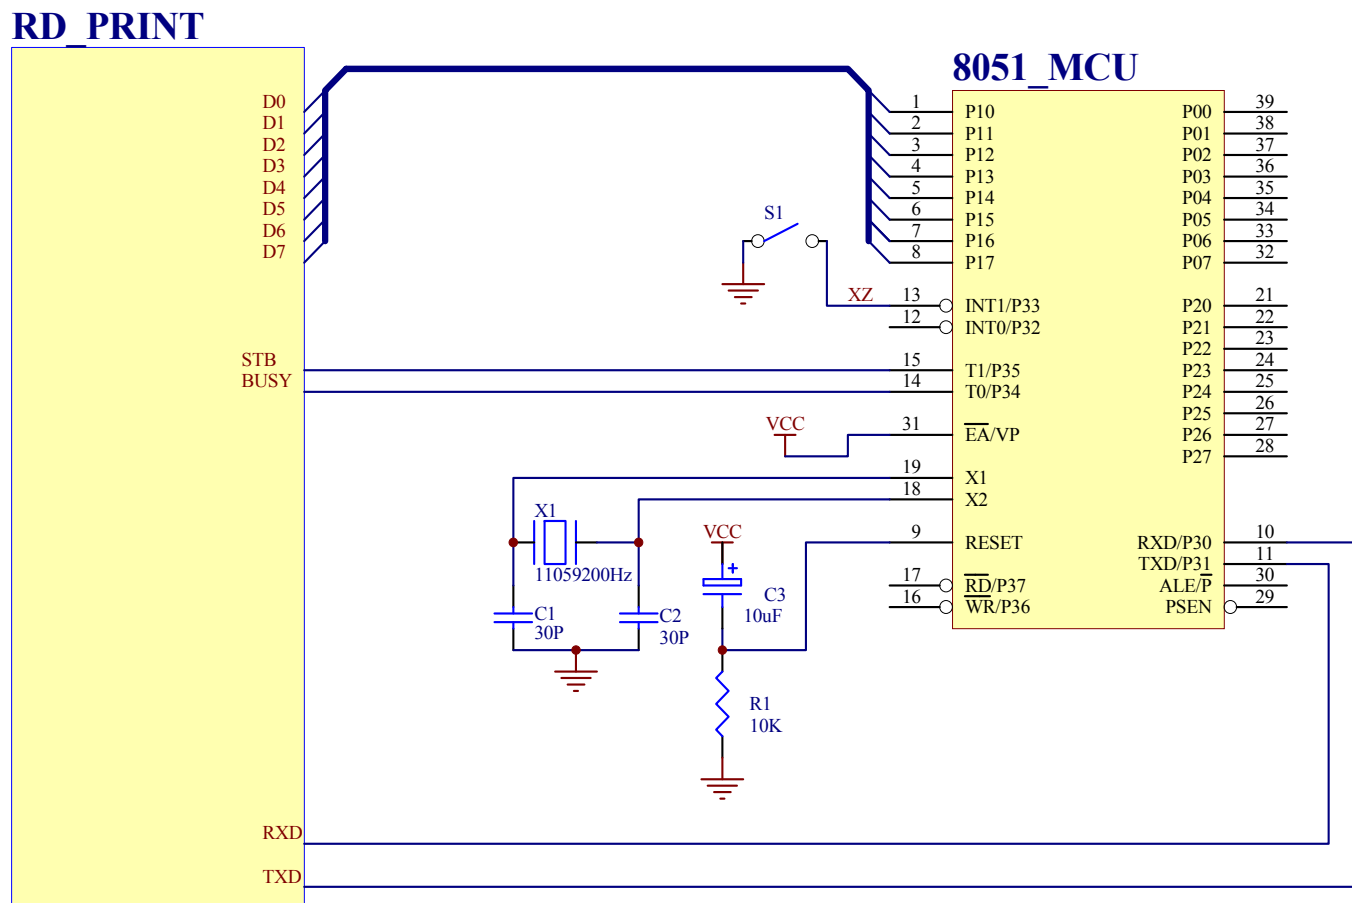 RD_PRINT
D0
D1
D2
D3
D4
D5
D6
D7
STB
BUSY
RXD
TXD
8051_MCU
1 P10
2 P11
3 P12
4 P13
5 P14
6 P15
7 P16
8 P17
XZ 13 INT1/P33
12 INT0/P32
15 T1/P35
14 T0/P34
31 EA/VP
19 X1
18 X2
9 RESET
17 RD/P37
16 WR/P36
P00 39
P01 38
P02 37
P03 36
P04 35
P05 34
P06 33
P07 32
P20 21
P21 22
P22 23
P23 24
P24 25
P25 26
P26 27
P27 28
RXD/P30 10
TXD/P31 11
ALE/P 30
PSEN 29
S1
VCC
X1
11059200Hz
C1
30P
C2
30P
VCC
+
C3
10uF
R1
10K